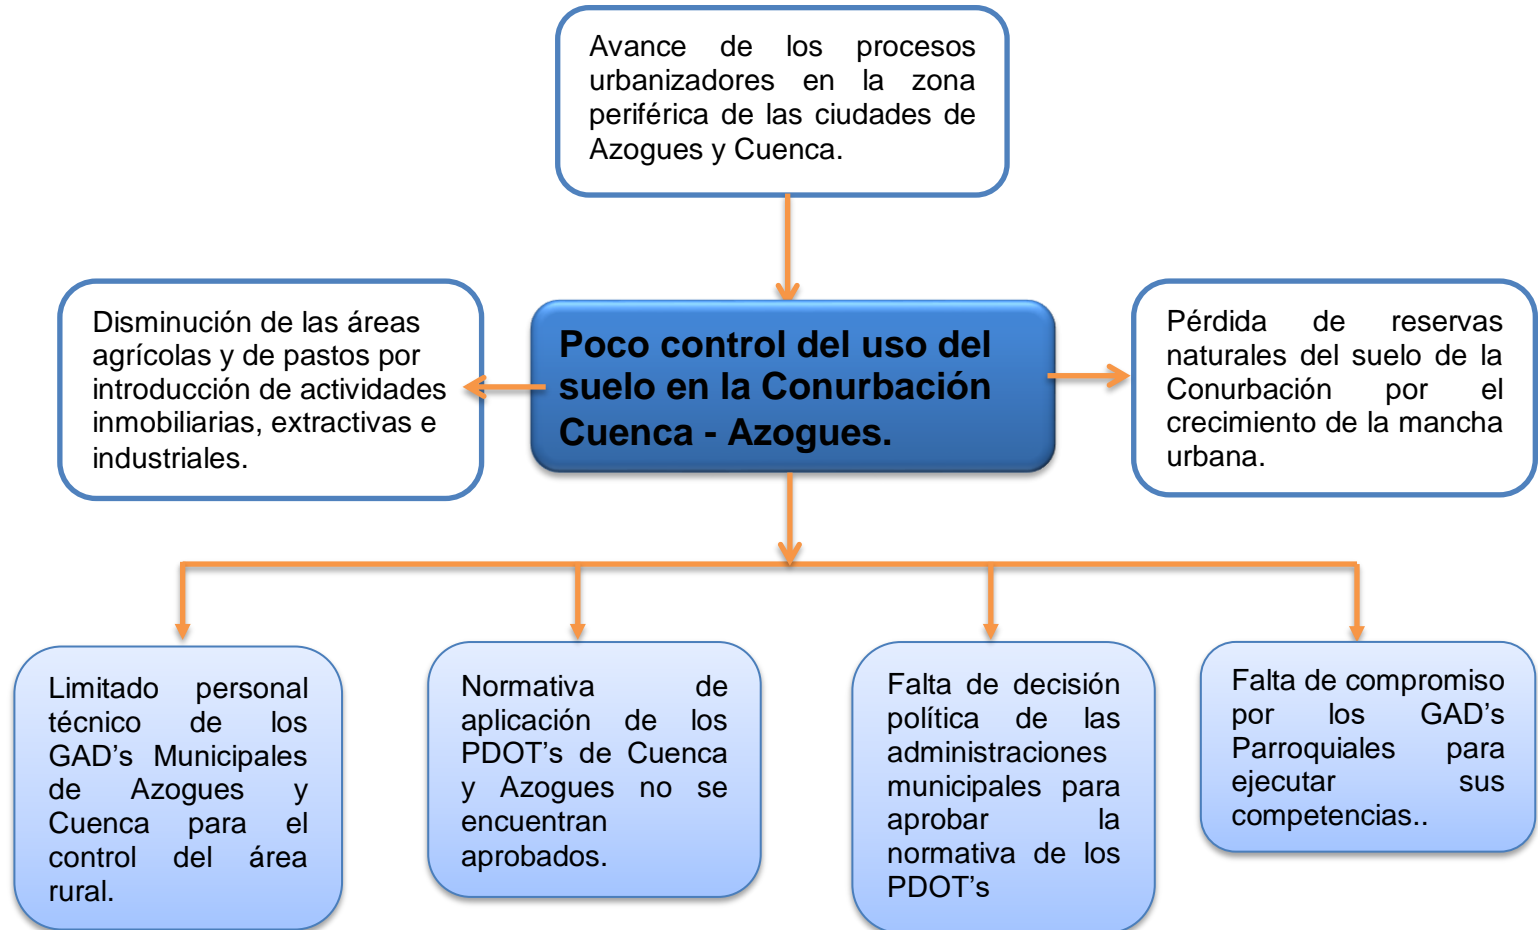 Avance de los procesos
urbanizadores en la zona
periférica de las ciudades de
Azogues y Cuenca.
Disminución de las áreas
agrícolas y de pastos por
introducción de actividades
inmobiliarias, extractivas e
industriales.
Poco control del uso del
suelo en la Conurbación
Cuenca - Azogues.
Pérdida de reservas
naturales del suelo de la
Conurbación por el
crecimiento de la mancha
urbana.
Limitado personal
técnico de los
GAD’s Municipales
de Azogues y
Cuenca para el
control del área
rural.
Normativa de
aplicación de los
PDOT’s de Cuenca
y Azogues no se
encuentran
aprobados.
Falta de decisión
política de las
administraciones
municipales para
aprobar la
normativa de los
PDOT’s
Falta de compromiso
por los GAD’s
Parroquiales para
ejecutar sus
competencias..